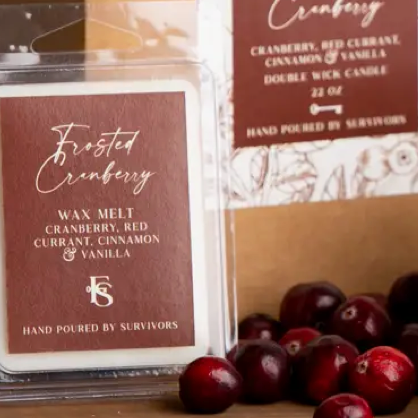 Frosted
Cranberry
WAX MELT
CRANBERRY, RED
CURRANT, CINNAMON
& VANILLA
FS
HAND POURED BY SURVIVORS
Cranberry
CRANBERRY, RED CURRANT,
CINNAMON & VANILLA
DOUBLE WICK CANDLE
22 OZ
HAND POURED BY SURVIVORS